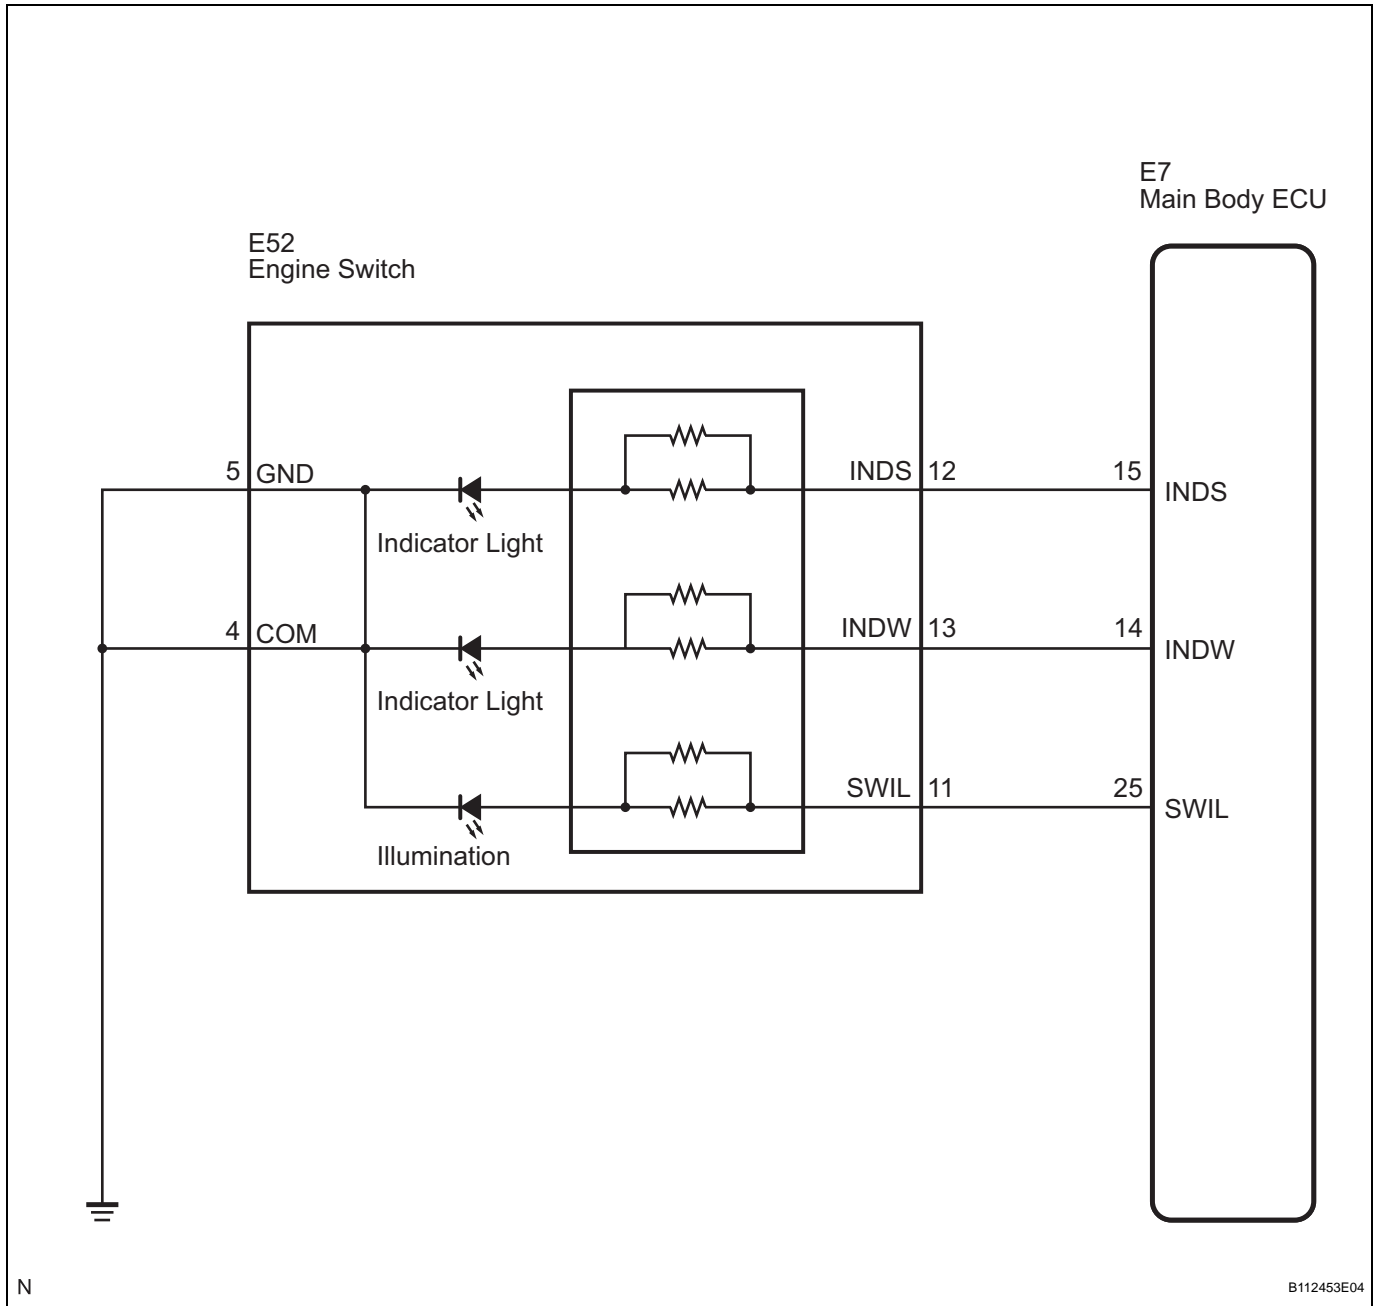 E7
Main Body ECU
E52
Engine Switch
5 GND
INDS 12
15 INDS
Indicator Light
4 COM
INDW 13
14 INDW
Indicator Light
SWIL 11
25 SWIL
Illumination
N
B112453E04